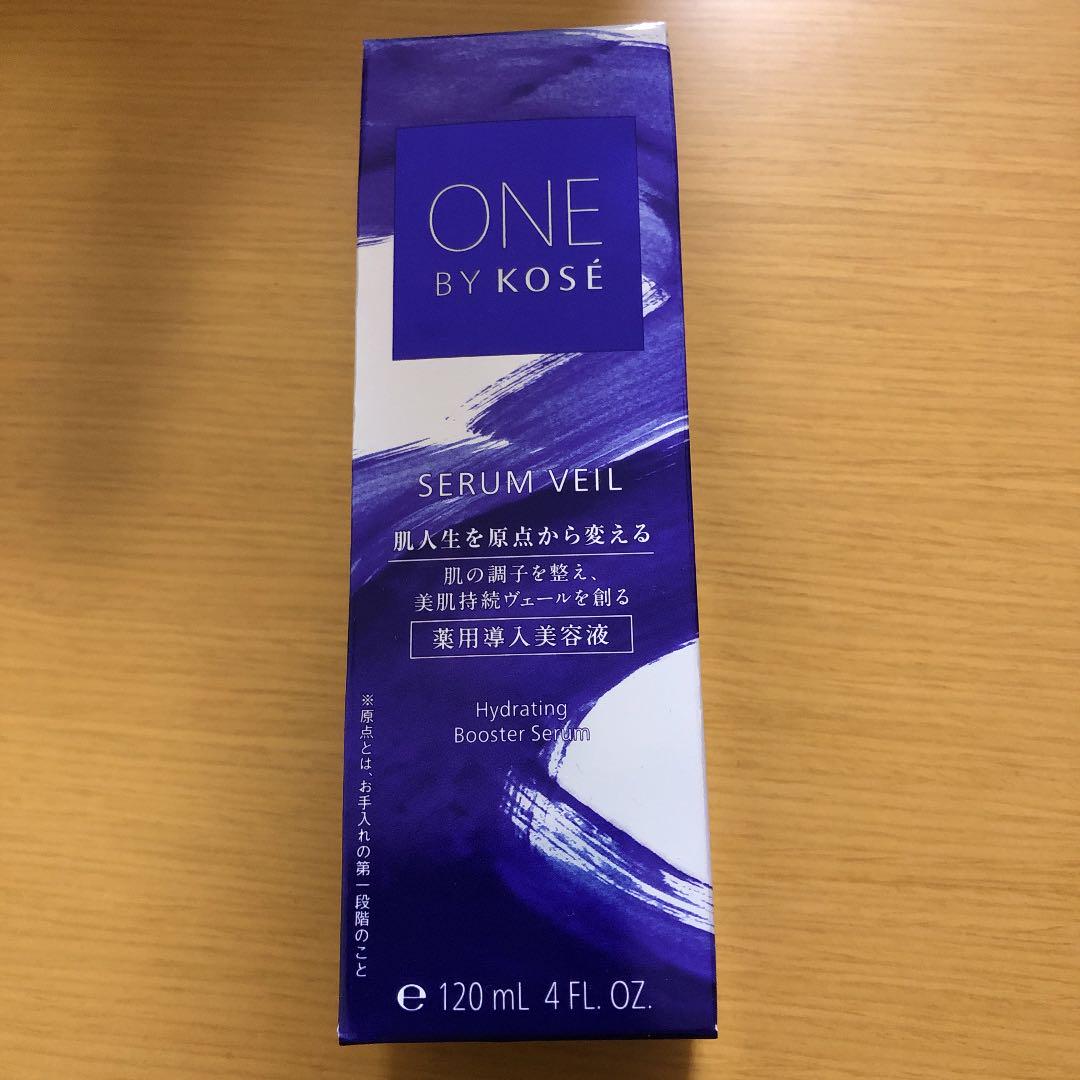 ONE
BY KOSÉ
SERUM VEIL
肌人生を原点から変える
肌の調子を整え、
美肌持続ヴェールを創る
薬用導入美容液
Hydrating
Booster Serum
※原点とは、お手入れの第一段階のこと
℮ 120 mL 4 FL. OZ.